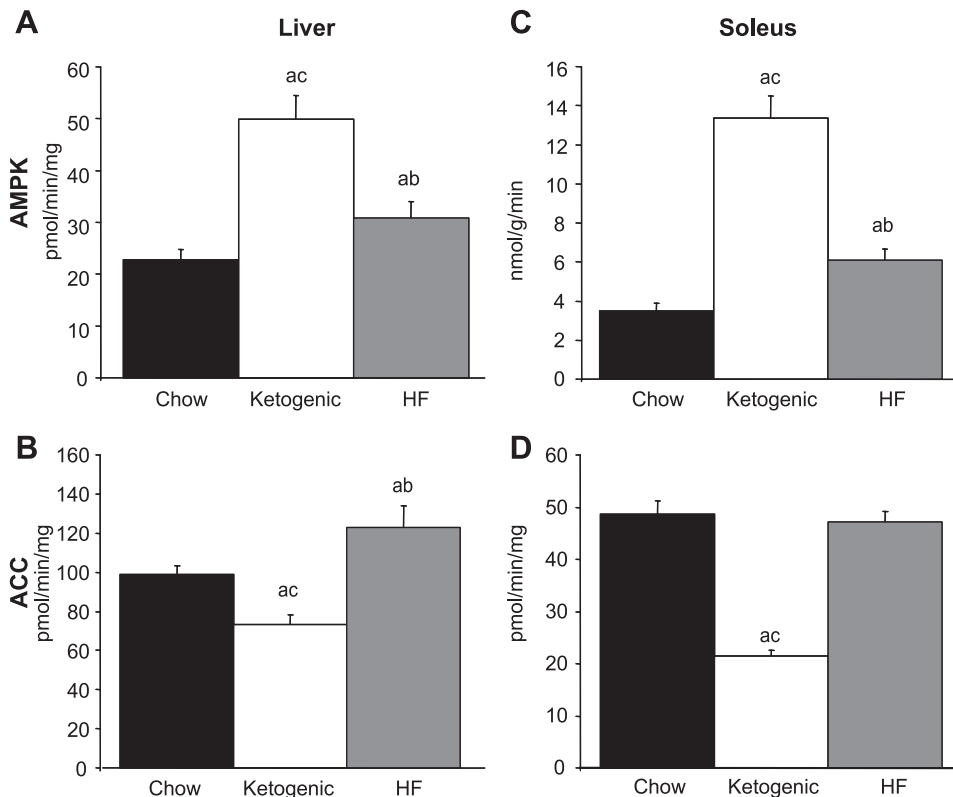 A
Liver
60
50
40
30
20
10
0
AMPK
pmol/min/mg
ac
ab
Chow Ketogenic HF
C
Soleus
16
14
12
10
8
6
4
2
0
nmol/g/min
ac
ab
Chow Ketogenic HF
B
160
140
120
100
80
60
40
20
0
ACC
pmol/min/mg
ac
ab
Chow Ketogenic HF
D
60
50
40
30
20
10
0
pmol/min/mg
ac
Chow Ketogenic HF